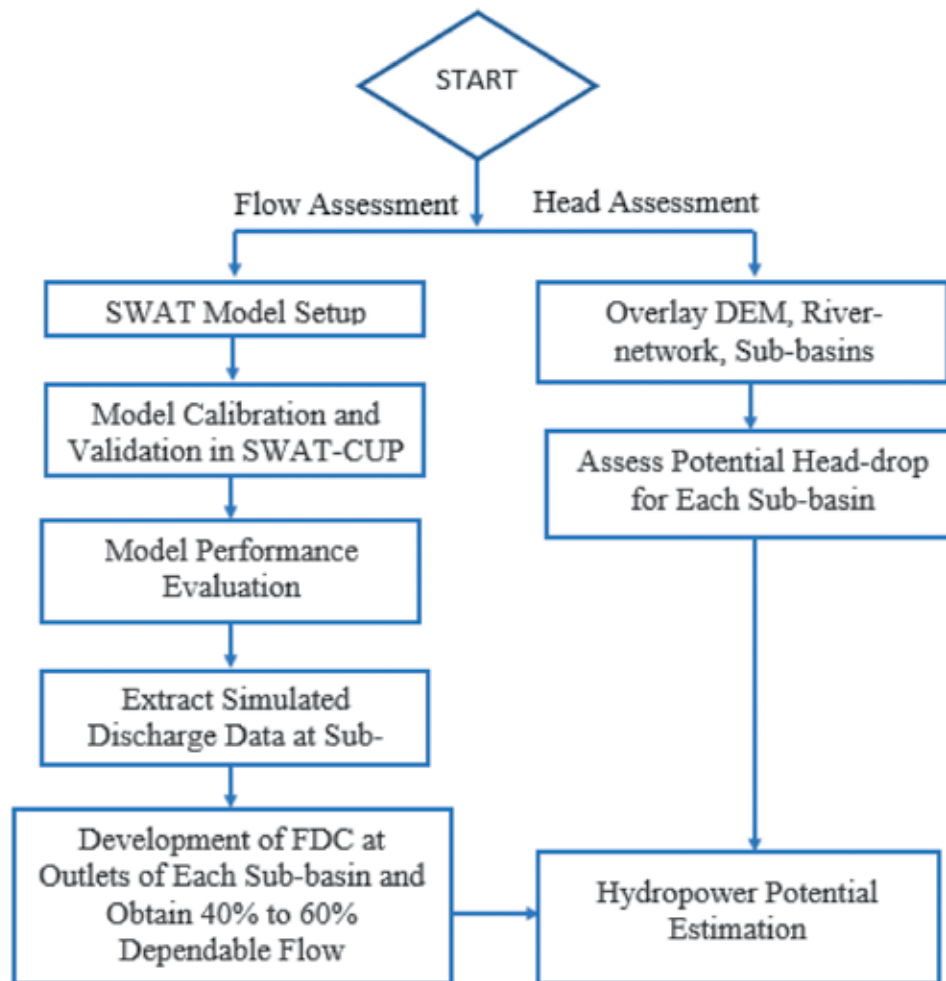 START
Flow Assessment
Head Assessment
SWAT Model Setup
Model Calibration and
Validation in SWAT-CUP
Model Performance
Evaluation
Extract Simulated
Discharge Data at Sub-
Development of FDC at
Outlets of Each Sub-basin and
Obtain 40% to 60%
Dependable Flow
Overlay DEM, River-
network, Sub-basins
Assess Potential Head-drop
for Each Sub-basin
Hydropower Potential
Estimation